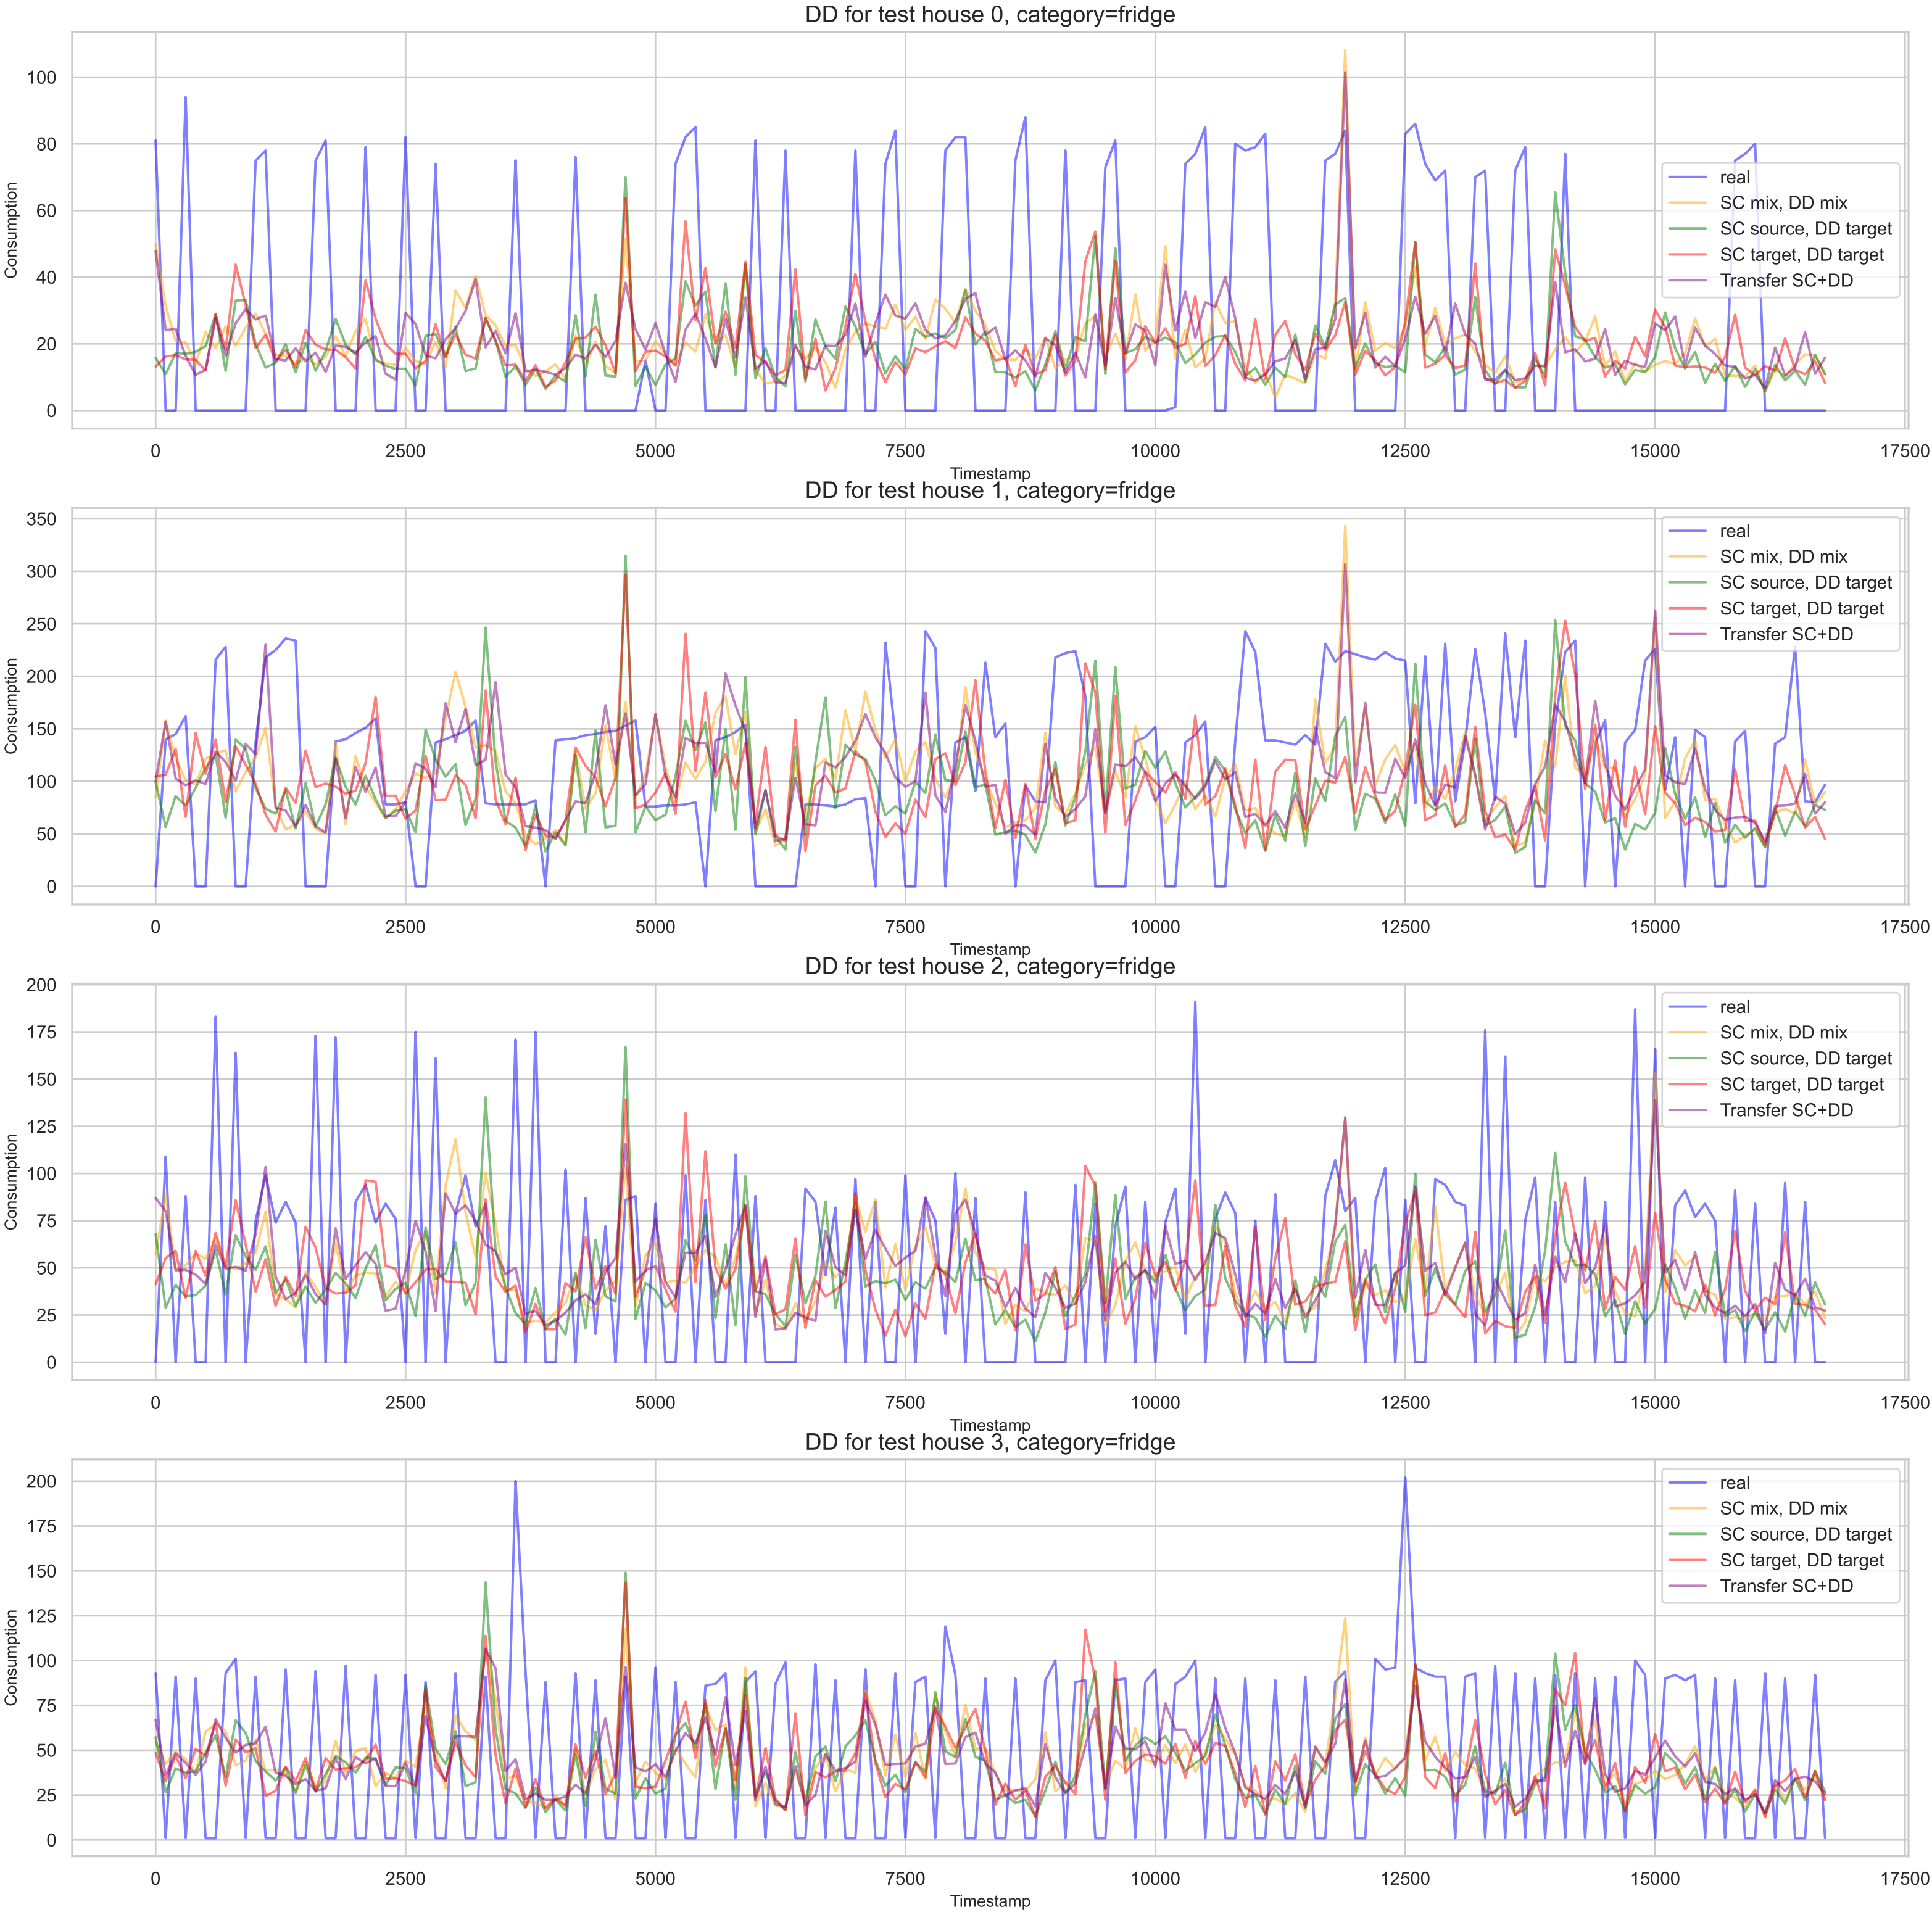 DD for test house 0, category=fridge
Consumption
100
80
60
40
20
0
real
SC mix, DD mix
SC source, DD target
SC target, DD target
Transfer SC+DD
0 2500 5000 7500 10000 12500 15000 17500
Timestamp
DD for test house 1, category=fridge
Consumption
350
300
250
200
150
100
50
0
real
SC mix, DD mix
SC source, DD target
SC target, DD target
Transfer SC+DD
0 2500 5000 7500 10000 12500 15000 17500
Timestamp
DD for test house 2, category=fridge
Consumption
200
175
150
125
100
75
50
25
0
real
SC mix, DD mix
SC source, DD target
SC target, DD target
Transfer SC+DD
0 2500 5000 7500 10000 12500 15000 17500
Timestamp
DD for test house 3, category=fridge
Consumption
200
175
150
125
100
75
50
25
0
real
SC mix, DD mix
SC source, DD target
SC target, DD target
Transfer SC+DD
0 2500 5000 7500 10000 12500 15000 17500
Timestamp